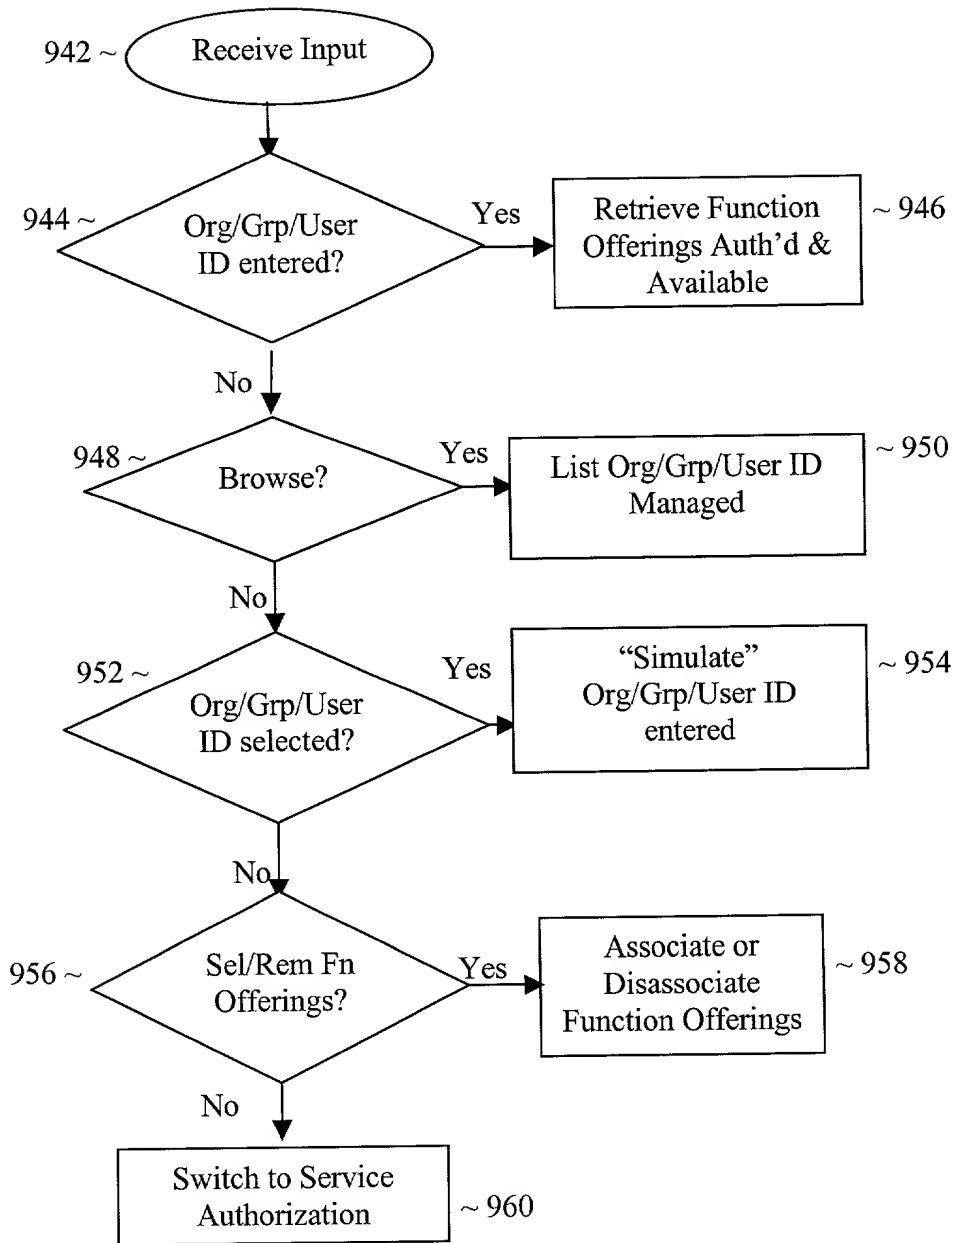 942 ~ Receive Input
944 ~
Org/Grp/User
ID entered?
Yes
Retrieve Function
Offerings Auth'd &
Available
~ 946
No
948 ~
Browse?
Yes
List Org/Grp/User ID
Managed
~ 950
No
952 ~
Org/Grp/User
ID selected?
Yes
“Simulate”
Org/Grp/User ID
entered
~ 954
No
956 ~
Sel/Rem Fn
Offerings?
Yes
Associate or
Disassociate
Function Offerings
~ 958
No
Switch to Service
Authorization
~ 960